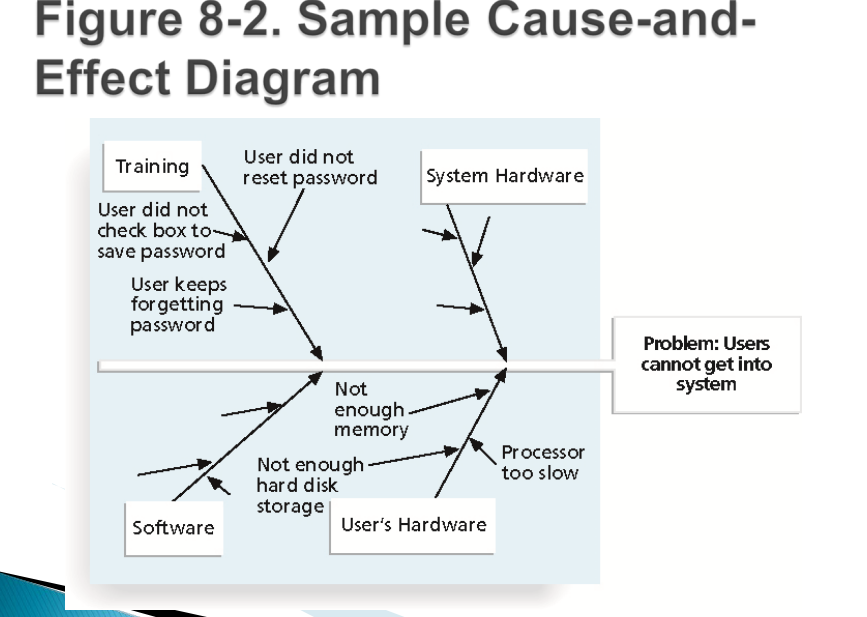 Figure 8-2. Sample Cause-and-
Effect Diagram
Training
User did not
reset password
System Hardware
User did not
check box to
save password
User keeps
forgetting
password
Problem: Users
cannot get into
system
Not
enough
memory
Processor
too slow
Not enough
hard disk
storage
Software
User's Hardware